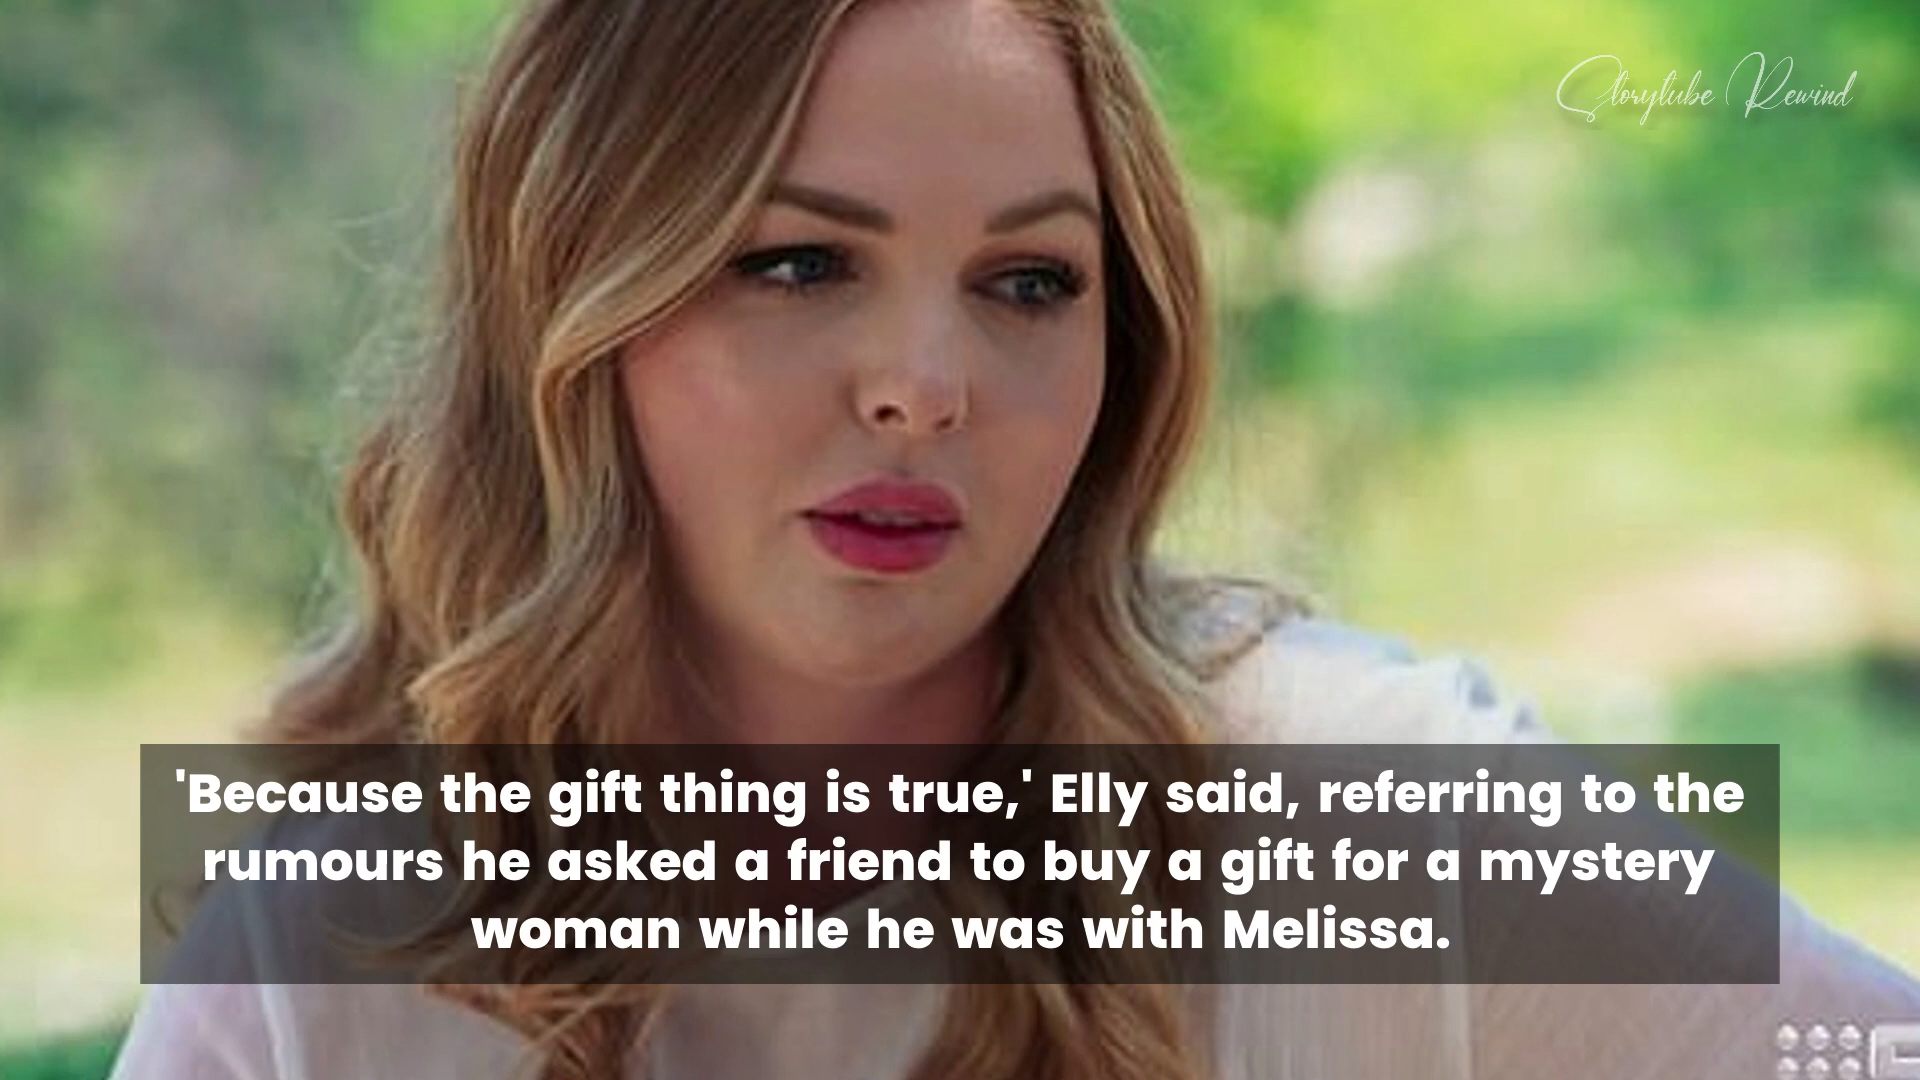 Storytube Rewind
'Because the gift thing is true,' Elly said, referring to the
rumours he asked a friend to buy a gift for a mystery
woman while he was with Melissa.